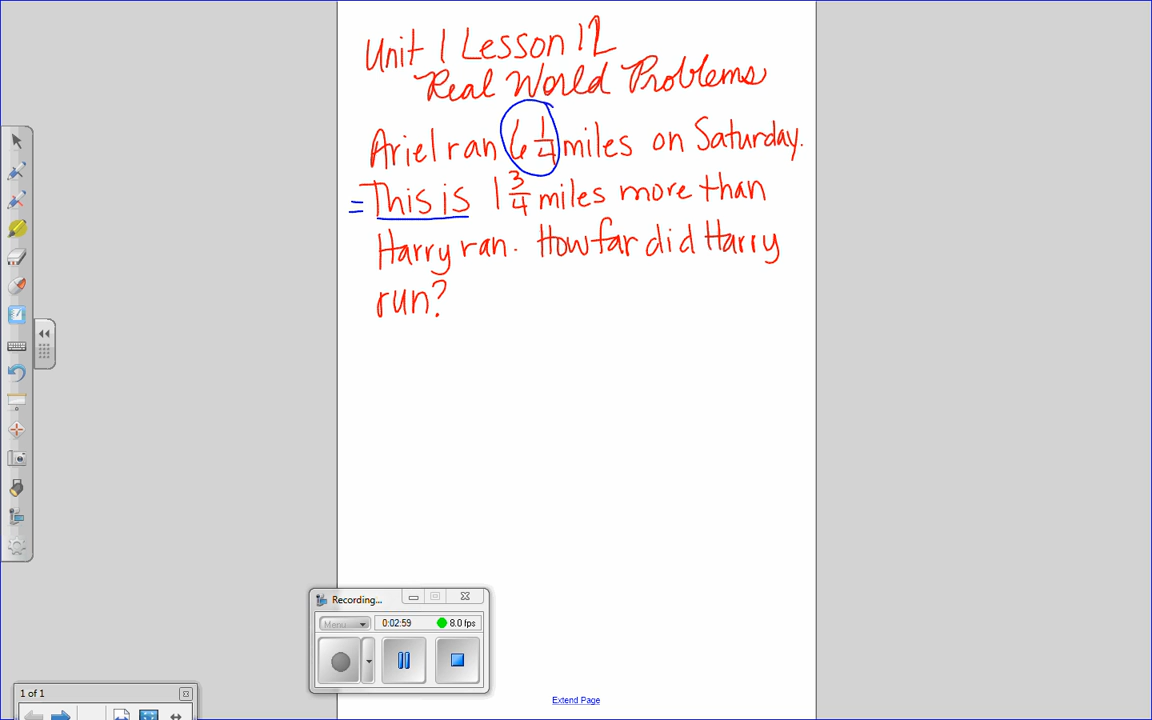 Unit 1 Lesson 12
Real World Problems
Ariel ran 6 1/4 miles on Saturday.
= This is 1 3/4 miles more than
Harry ran. How far did Harry
run?
Recording...
Menu
0:02:59
8.0 fps
1 of 1
Extend Page